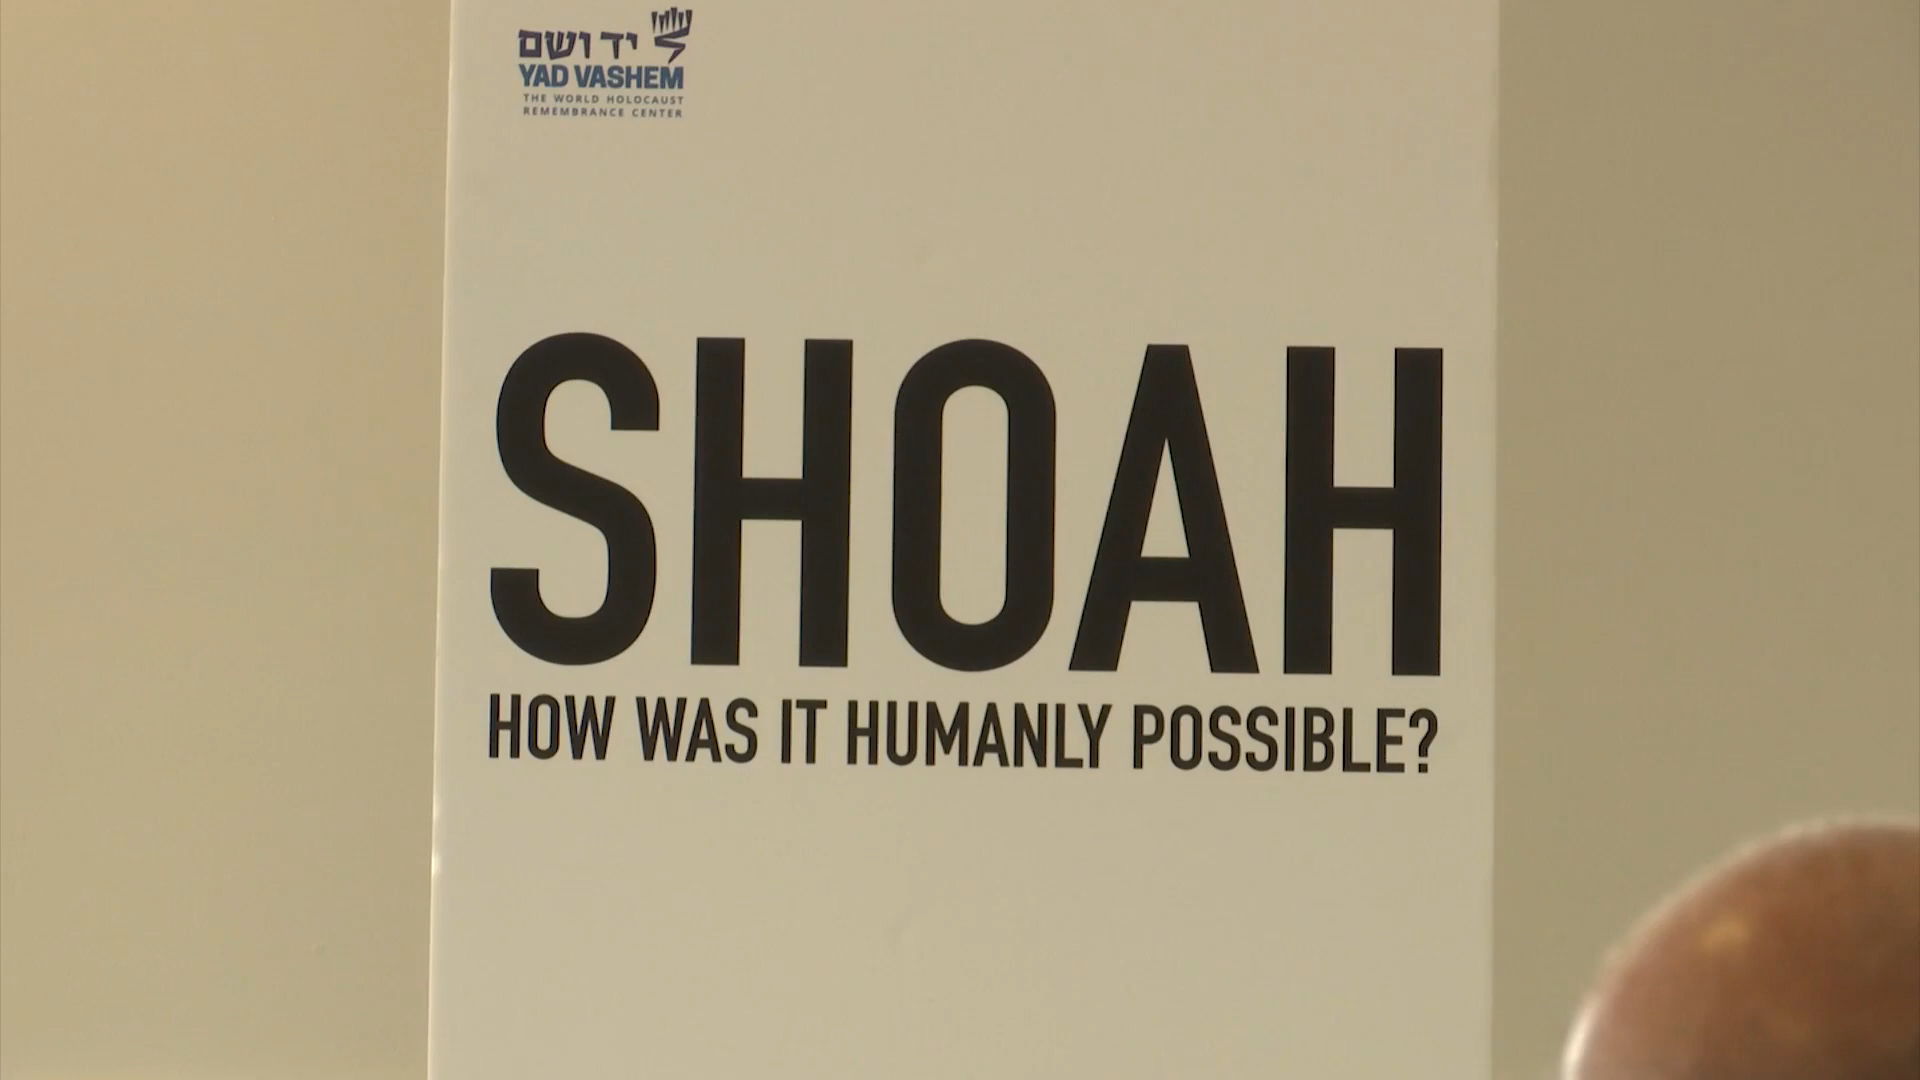 יד ושם
YAD VASHEM
THE WORLD HOLOCAUST
REMEMBRANCE CENTER
SHOAH
HOW WAS IT HUMANLY POSSIBLE?